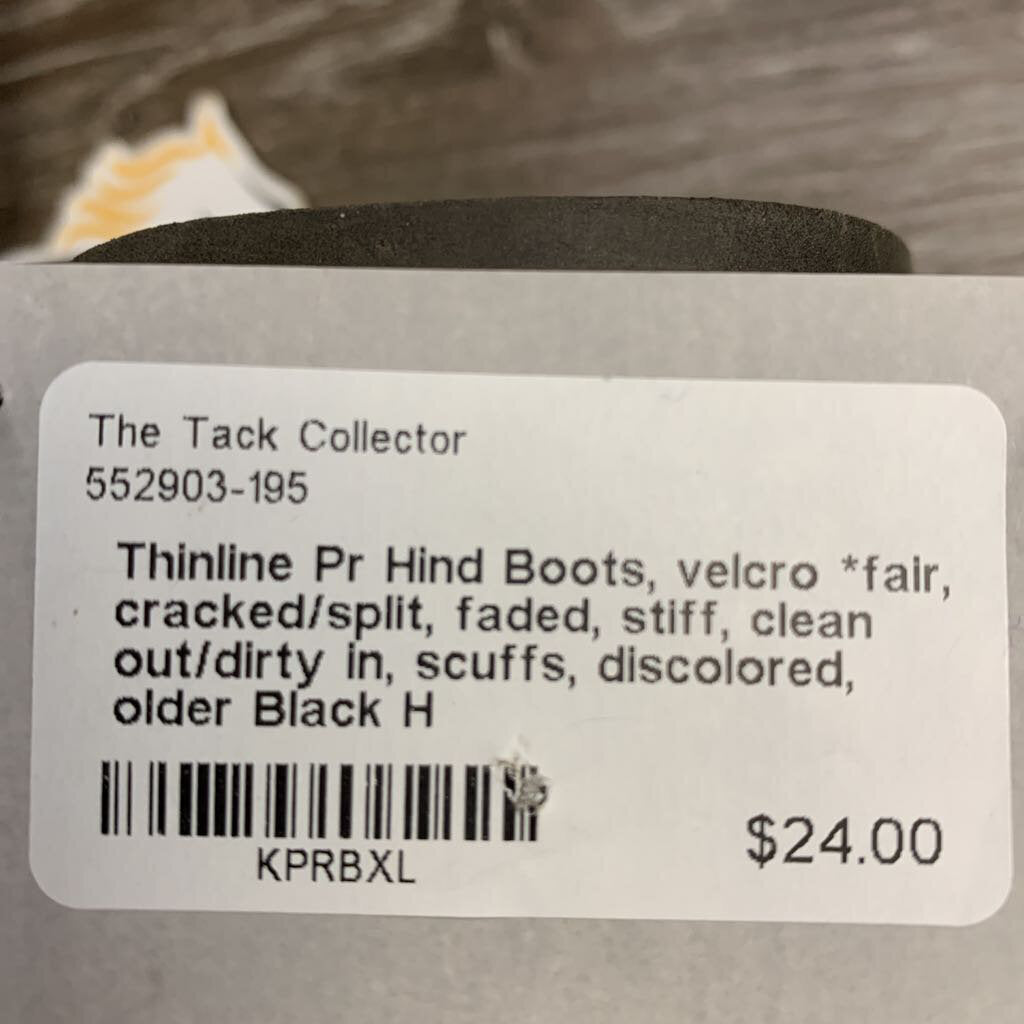 The Tack Collector
552903-195
Thinline Pr Hind Boots, velcro *fair,
cracked/split, faded, stiff, clean
out/dirty in, scuffs, discolored,
older Black H
KPRBXL
$24.00